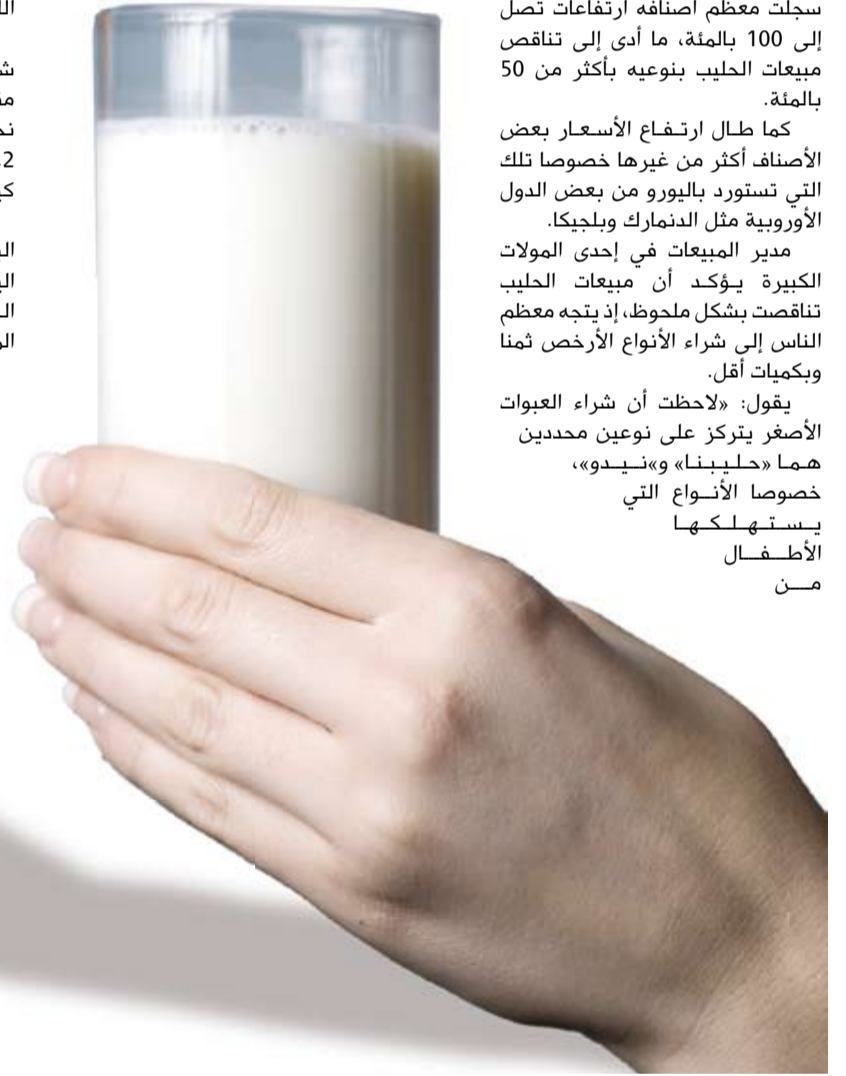 سجلت معظم أصنافه ارتفاعات تصل
إلى 100 بالمئة، ما أدى إلى تناقص
مبيعات الحليب بنوعيه بأكثر من 50
بالمئة.
كما طال ارتفاع الأسعار بعض
الأصناف أكثر من غيرها خصوصا تلك
التي تستورد باليورو من بعض الدول
الأوروبية مثل الدنمارك وبلجيكا.
مدير المبيعات في إحدى المولات
الكبيرة يؤكد أن مبيعات الحليب
تناقصت بشكل ملحوظ، إذ يتجه معظم
الناس إلى شراء الأنواع الأرخص ثمنا
وبكميات أقل.
يقول: «لاحظت أن شراء العبوات
الأصغر يتركز على نوعين محددين
هما «حليبنا» و»نيدو»،
خصوصا الأنواع التي
يستهلكها
الأطفال
من